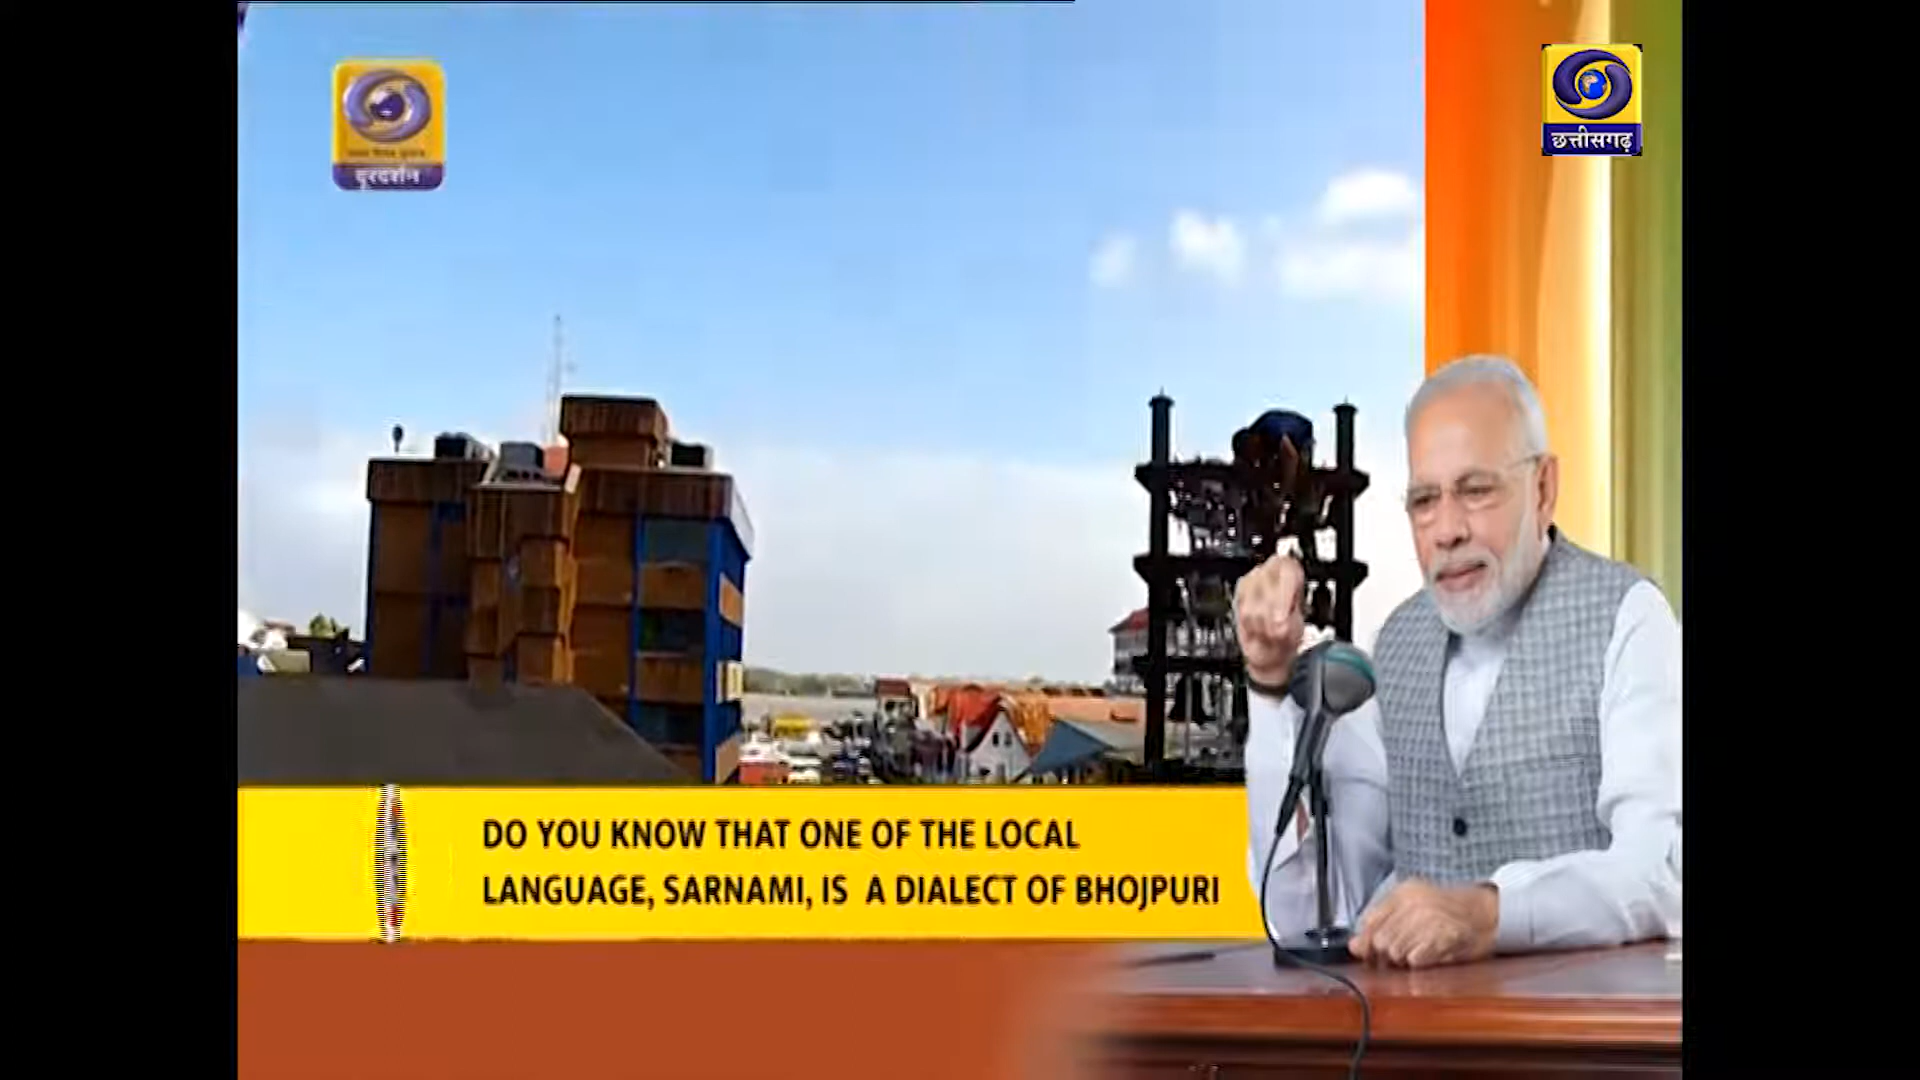 दूरदर्शन
छत्तीसगढ़
DO YOU KNOW THAT ONE OF THE LOCAL
LANGUAGE, SARNAMI, IS A DIALECT OF BHOJPURI